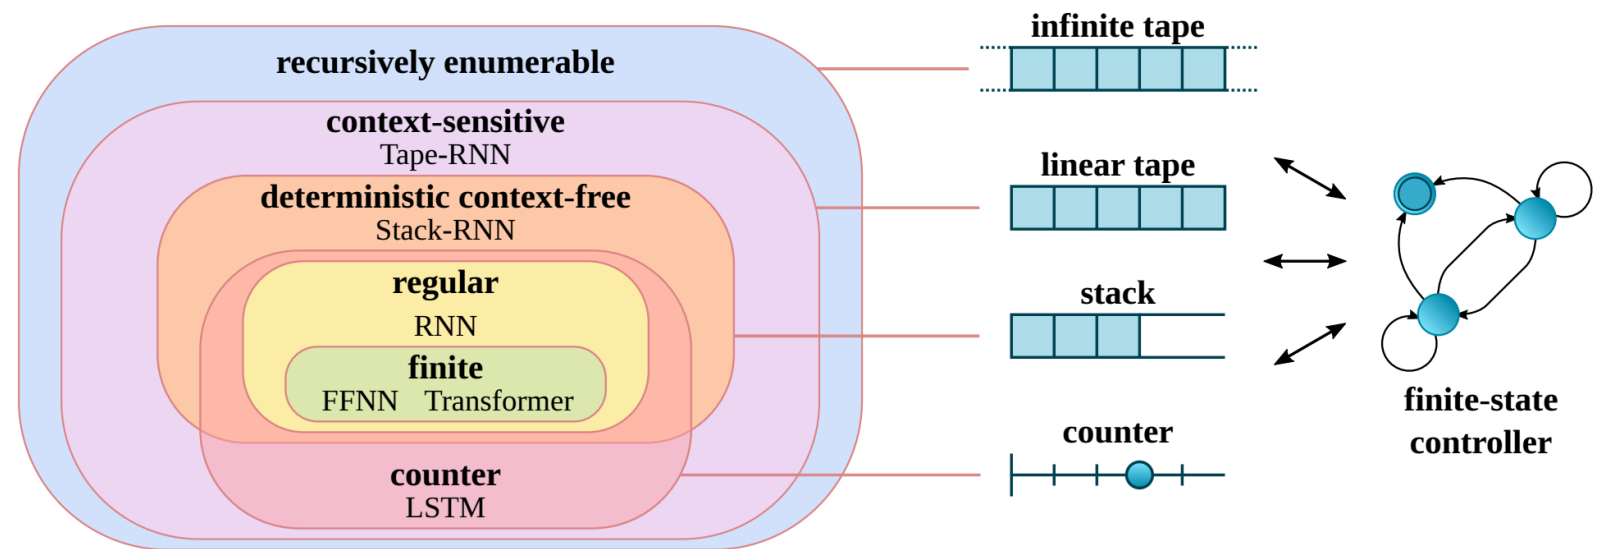 recursively enumerable
context-sensitive
Tape-RNN
deterministic context-free
Stack-RNN
regular
RNN
finite
FFNN Transformer
counter
LSTM
infinite tape
linear tape
stack
counter
finite-state
controller